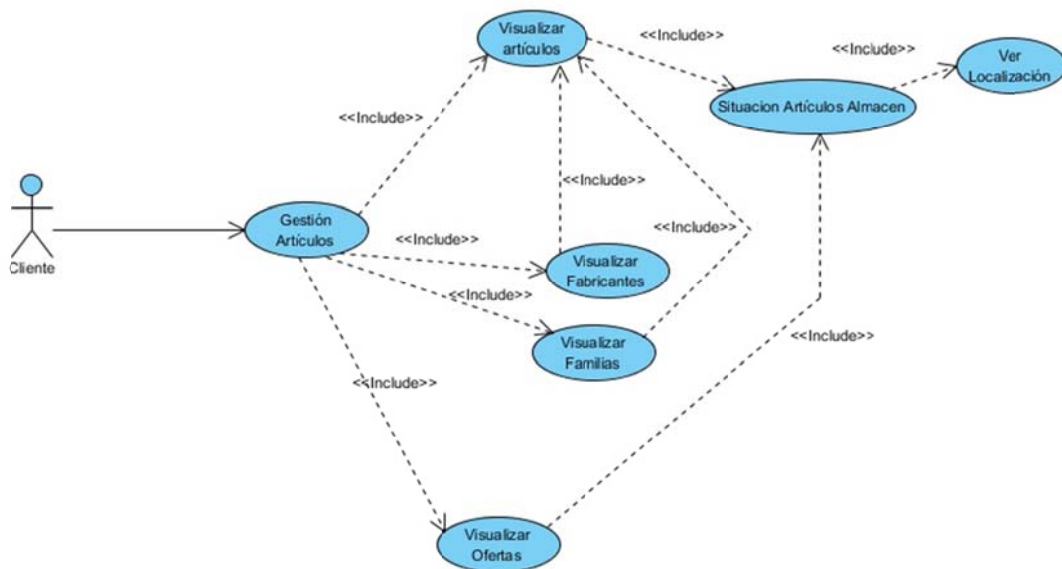 Visualizar
artículos
<<Include>>
<<Include>>
Ver
Localización
Situacion Artículos Almacen
<<Include>>
<<Include>>
<<Include>>
Cliente
Gestión
Artículos
<<Include>>
Visualizar
Fabricantes
<<Include>>
Visualizar
Familias
<<Include>>
<<Include>>
Visualizar
Ofertas